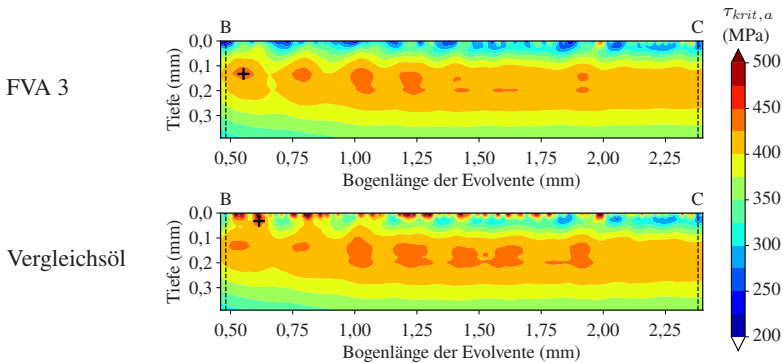 B
C
τkrit,a
(MPa)
FVA 3
Tiefe (mm)
0,0
0,1
0,2
0,3
0,50 0,75 1,00 1,25 1,50 1,75 2,00 2,25
Bogenlänge der Evolvente (mm)
B
C
Vergleichsöl
Tiefe (mm)
0,0
0,1
0,2
0,3
0,50 0,75 1,00 1,25 1,50 1,75 2,00 2,25
Bogenlänge der Evolvente (mm)
500
450
400
350
300
250
200